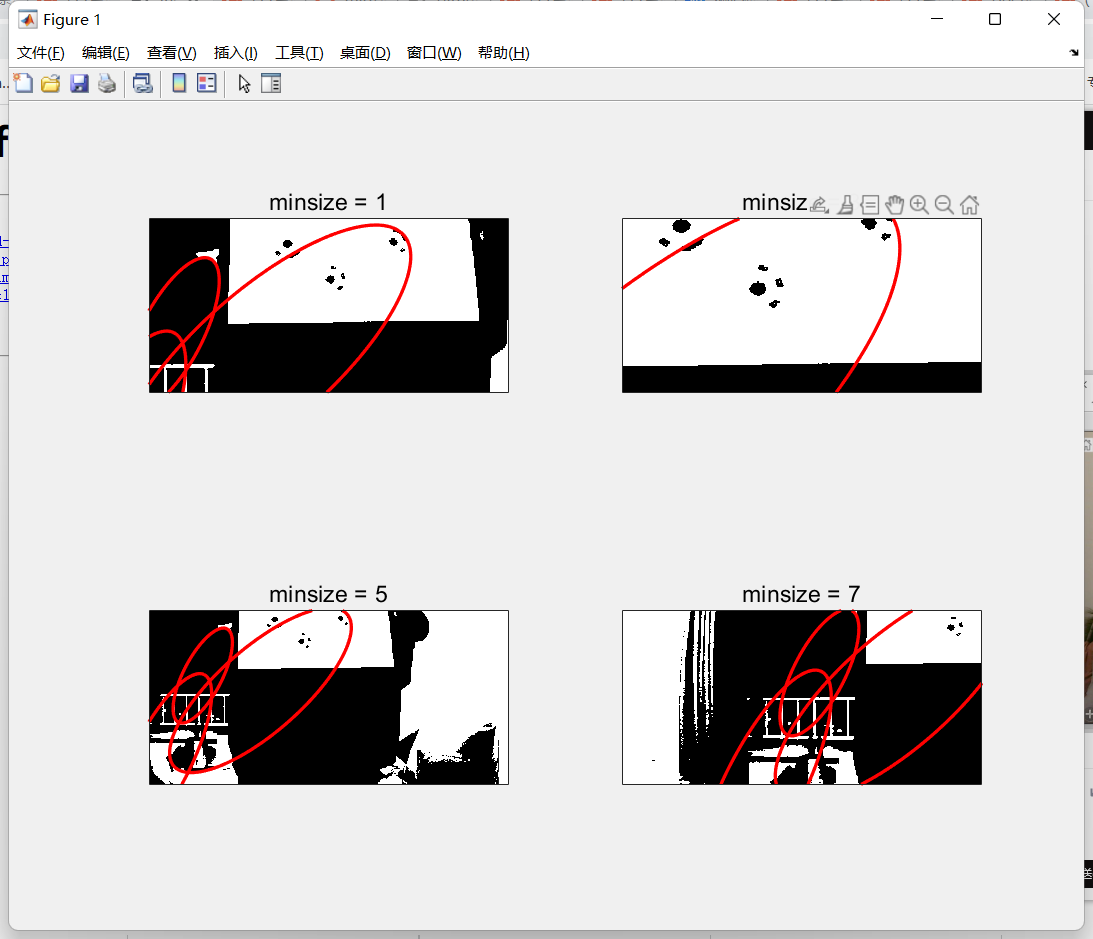 Figure 1
文件(F) 编辑(E) 查看(V) 插入(I) 工具(T) 桌面(D) 窗口(W) 帮助(H)
minsize = 1
minsiz
minsize = 5
minsize = 7